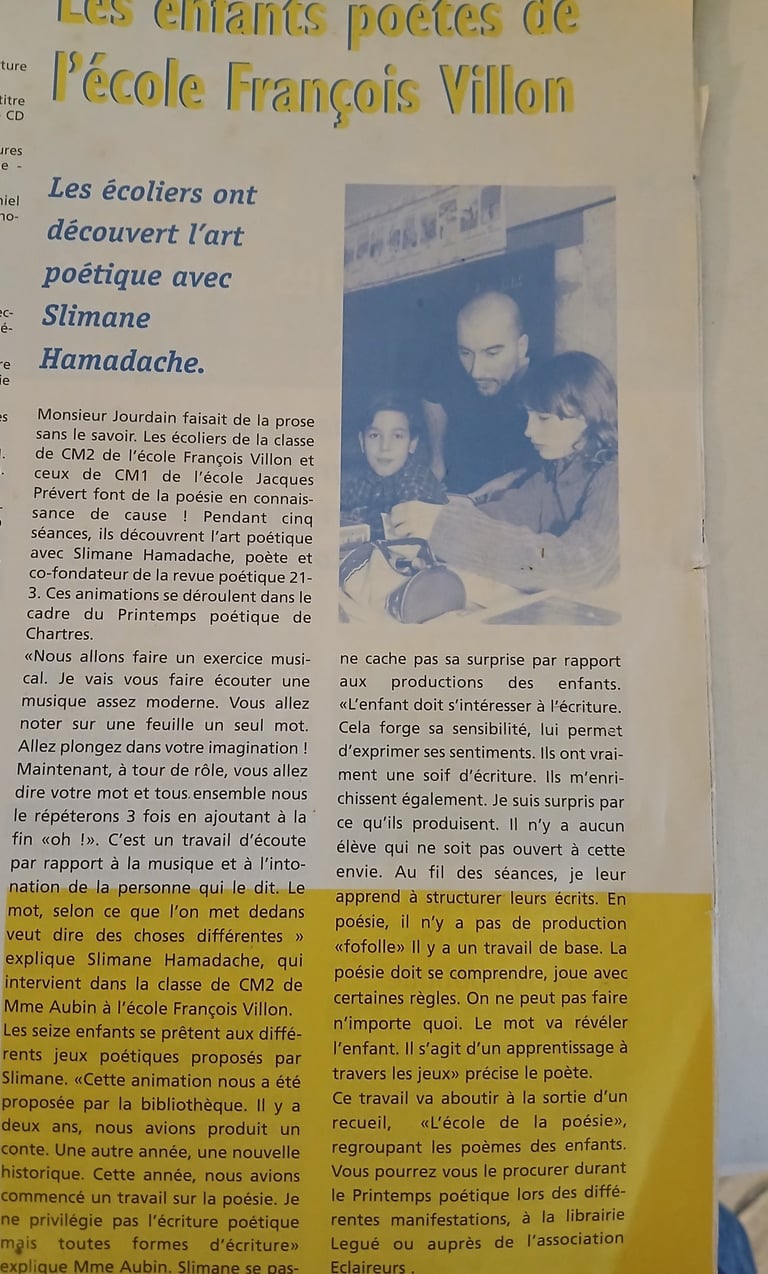 ture
titre
CD
ures
e -
niel
no-
ec-
é-
re
ie
es
l.
Les enfants poètes de
l'école François Villon
Les écoliers ont
découvert l'art
poétique avec
Slimane
Hamadache.
Monsieur Jourdain faisait de la prose
sans le savoir. Les écoliers de la classe
de CM2 de l'école François Villon et
ceux de CM1 de l'école Jacques
Prévert font de la poésie en connais-
sance de cause ! Pendant cinq
séances, ils découvrent l'art poétique
avec Slimane Hamadache, poète et
co-fondateur de la revue poétique 21-
3. Ces animations se déroulent dans le
cadre du Printemps poétique de
Chartres.
«Nous allons faire un exercice musi-
cal. Je vais vous faire écouter une
musique assez moderne. Vous allez
noter sur une feuille un seul mot.
Allez plongez dans votre imagination !
Maintenant, à tour de rôle, vous allez
dire votre mot et tous ensemble nous
le répéterons 3 fois en ajoutant à la
fin «oh !». C'est un travail d'écoute
par rapport à la musique et à l'into-
nation de la personne qui le dit. Le
mot, selon ce que l'on met dedans
veut dire des choses différentes »
explique Slimane Hamadache, qui
intervient dans la classe de CM2 de
Mme Aubin à l'école François Villon.
Les seize enfants se prêtent aux diffé-
rents jeux poétiques proposés par
Slimane. «Cette animation nous a été
proposée par la bibliothèque. Il y a
deux ans, nous avions produit un
conte. Une autre année, une nouvelle
historique. Cette année, nous avions
commencé un travail sur la poésie. Je
ne privilégie pas l'écriture poétique
mais toutes formes d'écriture»
explique Mme Aubin. Slimane se pas-
ne cache pas sa surprise par rapport
aux productions des enfants.
«L'enfant doit s'intéresser à l'écriture.
Cela forge sa sensibilité, lui permet
d'exprimer ses sentiments. Ils ont vrai-
ment une soif d'écriture. Ils m'enri-
chissent également. Je suis surpris par
ce qu'ils produisent. Il n'y a aucun
élève qui ne soit pas ouvert à cette
envie. Au fil des séances, je leur
apprend à structurer leurs écrits. En
poésie, il n'y a pas de production
«fofolle» Il y a un travail de base. La
poésie doit se comprendre, joue avec
certaines règles. On ne peut pas faire
n'importe quoi. Le mot va révéler
l'enfant. Il s'agit d'un apprentissage à
travers les jeux» précise le poète.
Ce travail va aboutir à la sortie d'un
recueil, «L'école de la poésie»,
regroupant les poèmes des enfants.
Vous pourrez vous le procurer durant
le Printemps poétique lors des diffé-
rentes manifestations, à la librairie
Legué ou auprès de l'association
Eclaireurs .